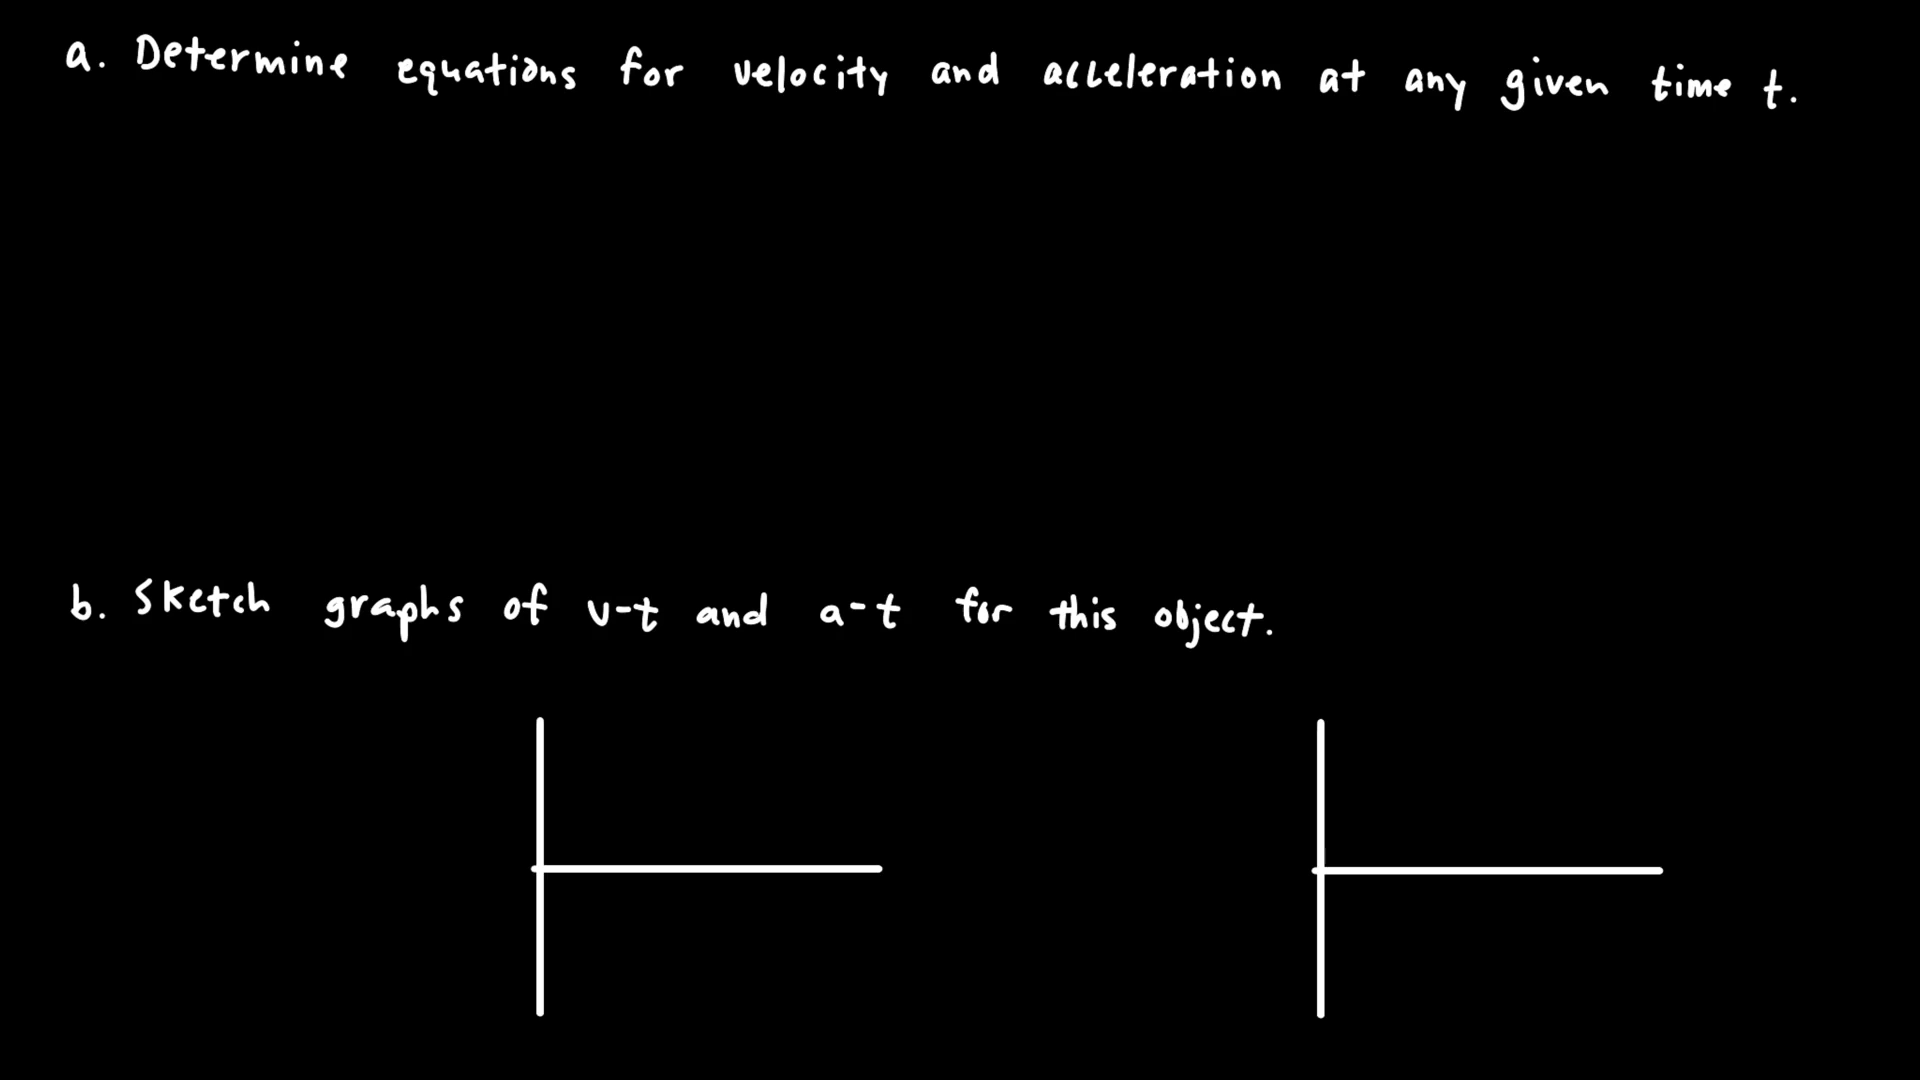 a. Determine equations for velocity and acceleration at any given time t.
b. Sketch graphs of v-t and a-t for this object.